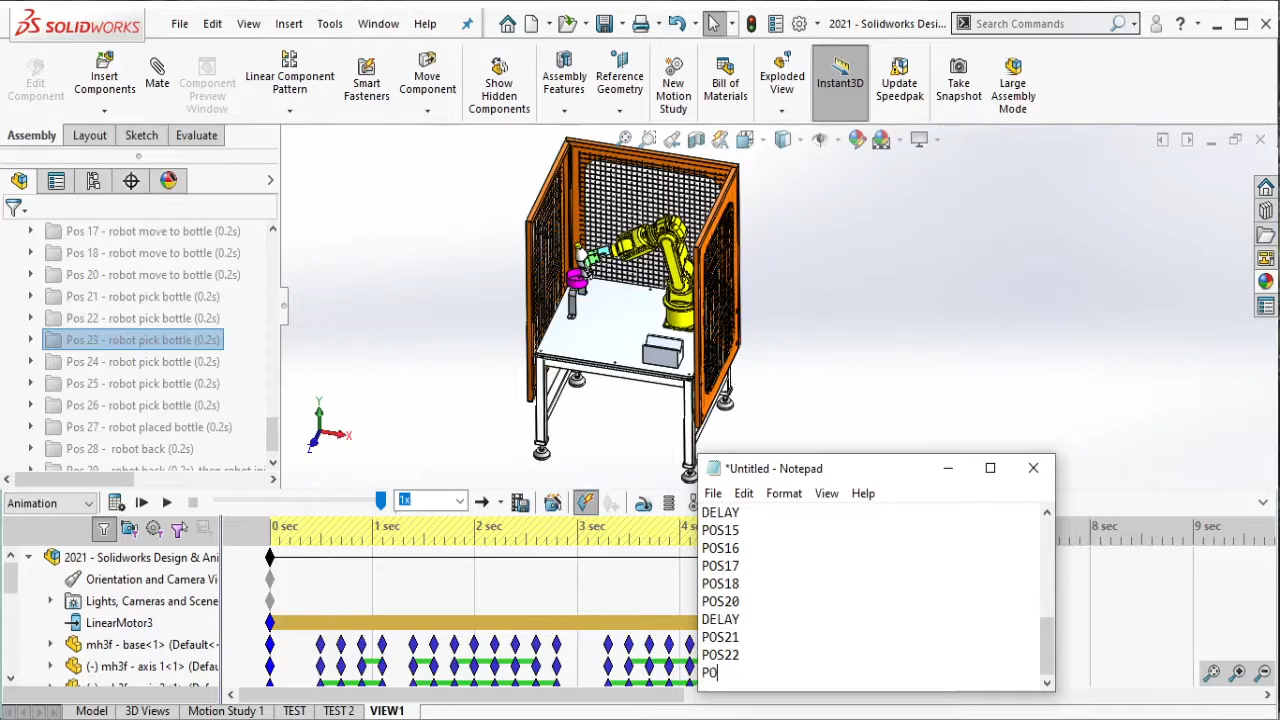 SOLIDWORKS
File Edit View Insert Tools Window Help
2021 - Solidworks Desi...
Search Commands
Edit Component
Insert Components
Mate
Component Preview Window
Linear Component Pattern
Smart Fasteners
Move Component
Show Hidden Components
Assembly Features
Reference Geometry
New Motion Study
Bill of Materials
Exploded View
Instant3D
Update Speedpak
Take Snapshot
Large Assembly Mode
Assembly Layout Sketch Evaluate
Pos 17 - robot move to bottle (0.2s)
Pos 18 - robot move to bottle (0.2s)
Pos 20 - robot move to bottle (0.2s)
Pos 21 - robot pick bottle (0.2s)
Pos 22 - robot pick bottle (0.2s)
Pos 23 - robot pick bottle (0.2s)
Pos 24 - robot pick bottle (0.2s)
Pos 25 - robot pick bottle (0.2s)
Pos 26 - robot pick bottle (0.2s)
Pos 27 - robot placed bottle (0.2s)
Pos 28 - robot back (0.2s)
Y
X
Z
*Untitled - Notepad
File Edit Format View Help
DELAY
POS15
POS16
POS17
POS18
POS20
DELAY
POS21
POS22
PO
Animation
1x
0 sec 1 sec 2 sec 3 sec 8 sec 9 sec
2021 - Solidworks Design & Ani
Orientation and Camera Vi
Lights, Cameras and Scene
LinearMotor3
mh3f - base<1> (Default<
(-) mh3f - axis 1<1> (Defau
Model 3D Views Motion Study 1 TEST TEST 2 VIEW1